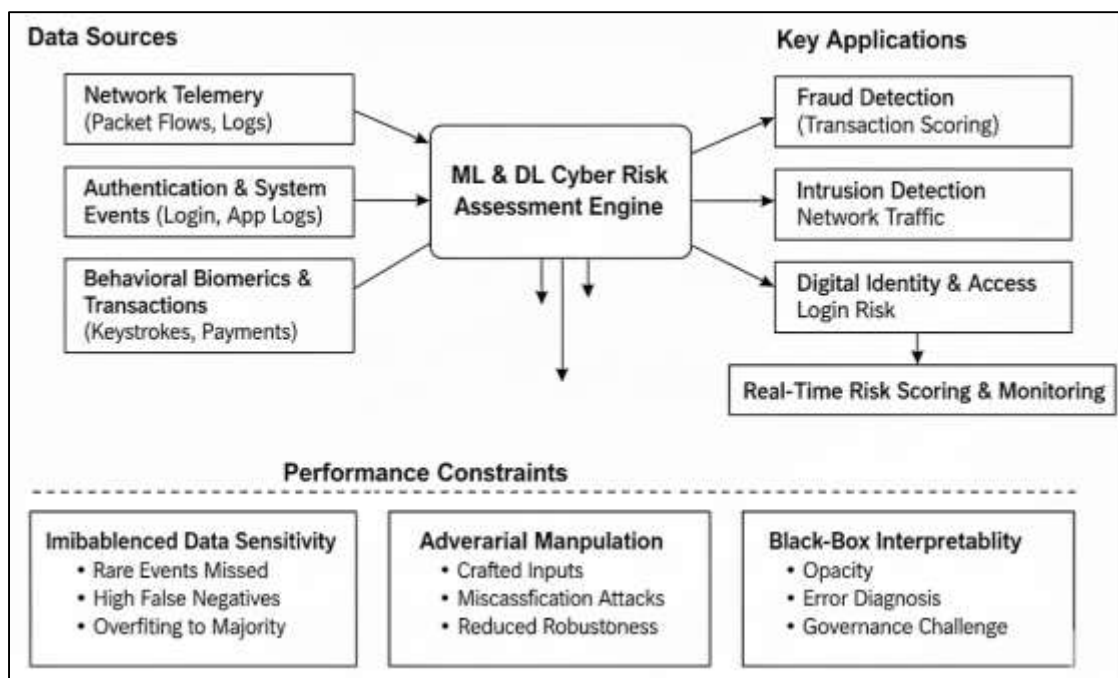 Data Sources
Network Telemery
(Packet Flows, Logs)
Authentication & System
Events (Login, App Logs)
Behavioral Biomerics &
Transactions
(Keystrokes, Payments)
ML & DL Cyber Risk
Assessment Engine
Key Applications
Fraud Detection
(Transaction Scoring)
Intrusion Detection
Network Traffic
Digital Identity & Access
Login Risk
Real-Time Risk Scoring & Monitoring
Performance Constraints
Imibablenced Data Sensitivity
• Rare Events Missed
• High False Negatives
• Overfiting to Majority
Adverarial Manpulation
• Crafted Inputs
• Miscassfication Attacks
• Reduced Robustoness
Black-Box Interpretablity
• Opacity
• Error Diagnosis
• Governance Challenge